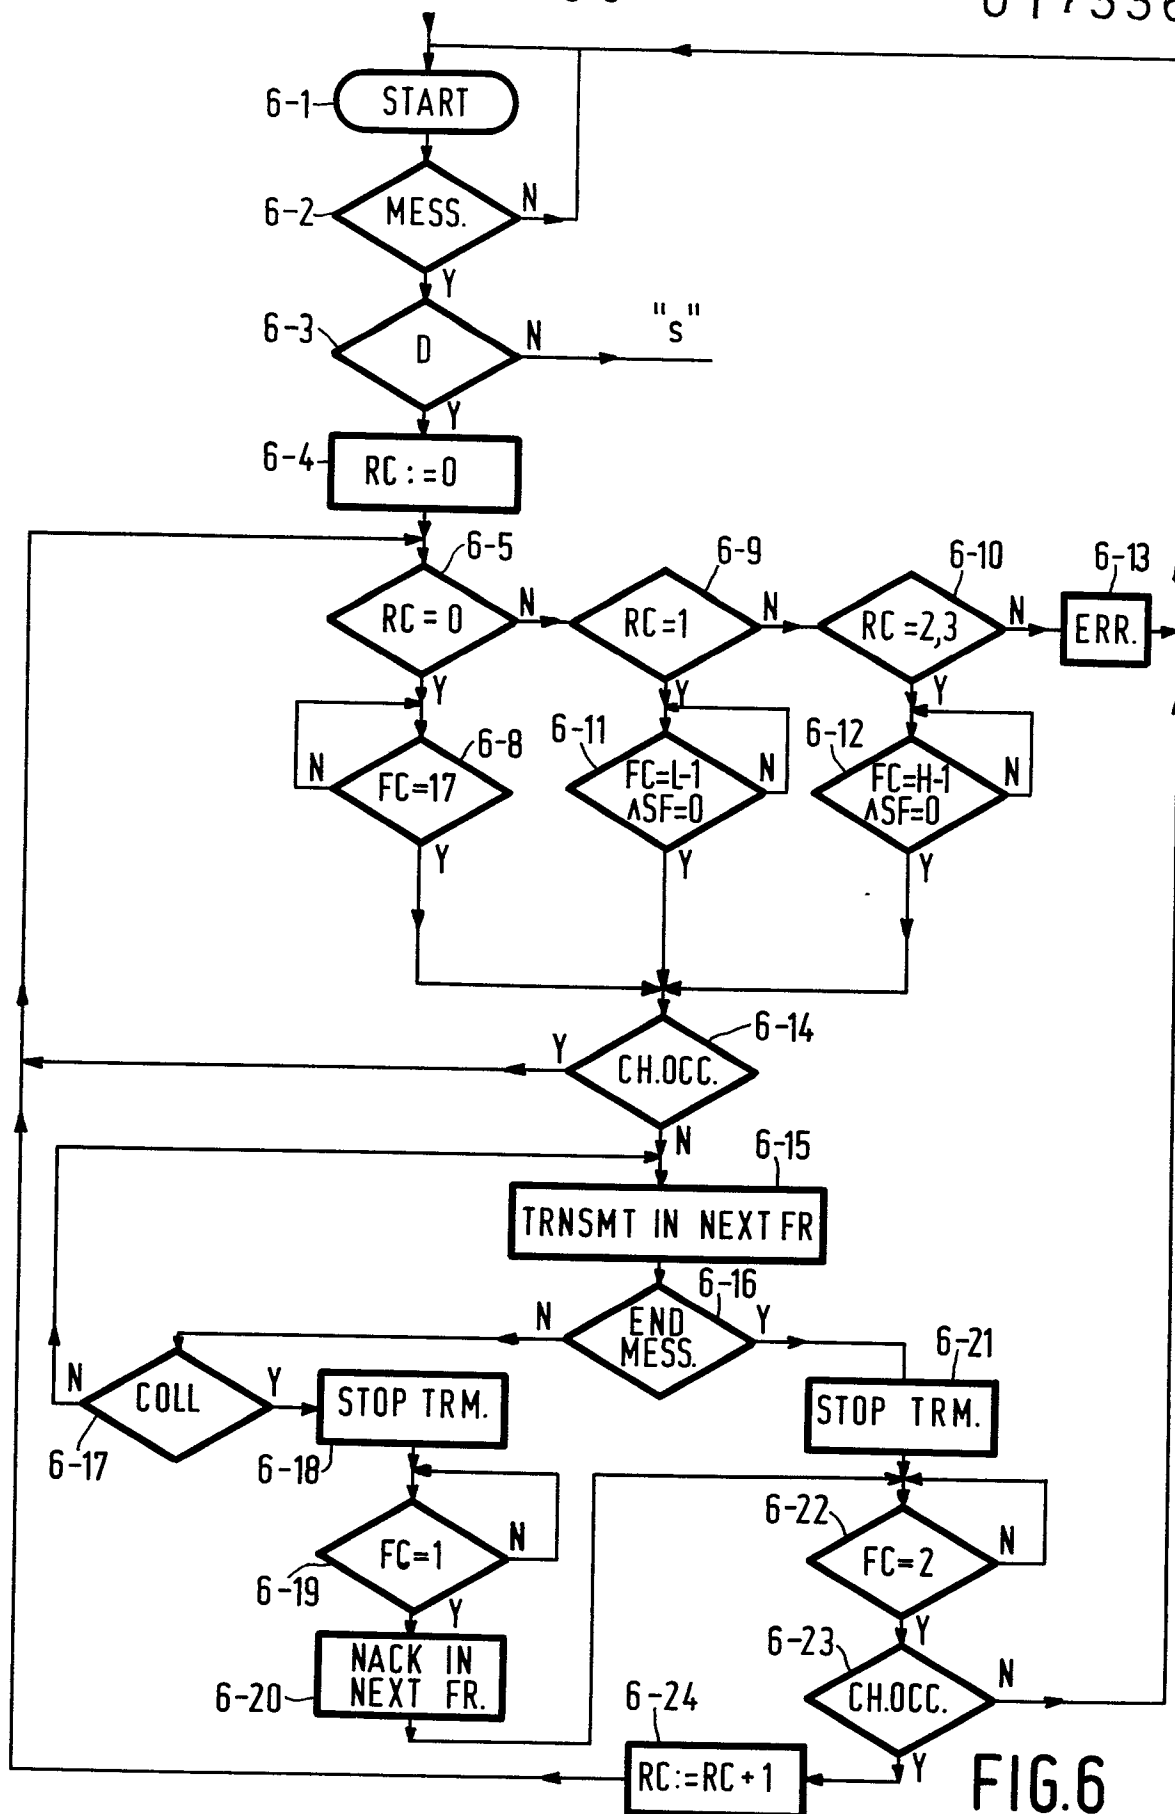 6-1
START
6-2
MESS.
N
Y
6-3
D
N
"s"
Y
6-4
RC:=0
6-5
6-9
6-10
6-13
RC=0
N
RC=1
N
RC=2,3
N
ERR.
Y
Y
Y
6-8
6-11
6-12
N
FC=17
FC=L-1
∧SF=0
N
FC=H-1
∧SF=0
N
Y
Y
Y
6-14
Y
CH.OCC.
N
6-15
TRNSMT IN NEXT FR
6-16
N
END
MESS.
Y
6-21
N
COLL
Y
STOP TRM.
STOP TRM.
6-17
6-18
6-22
FC=1
N
FC=2
N
6-19
Y
Y
6-23
NACK IN
NEXT FR.
6-20
CH.OCC.
N
6-24
RC:=RC+1
Y
FIG.6